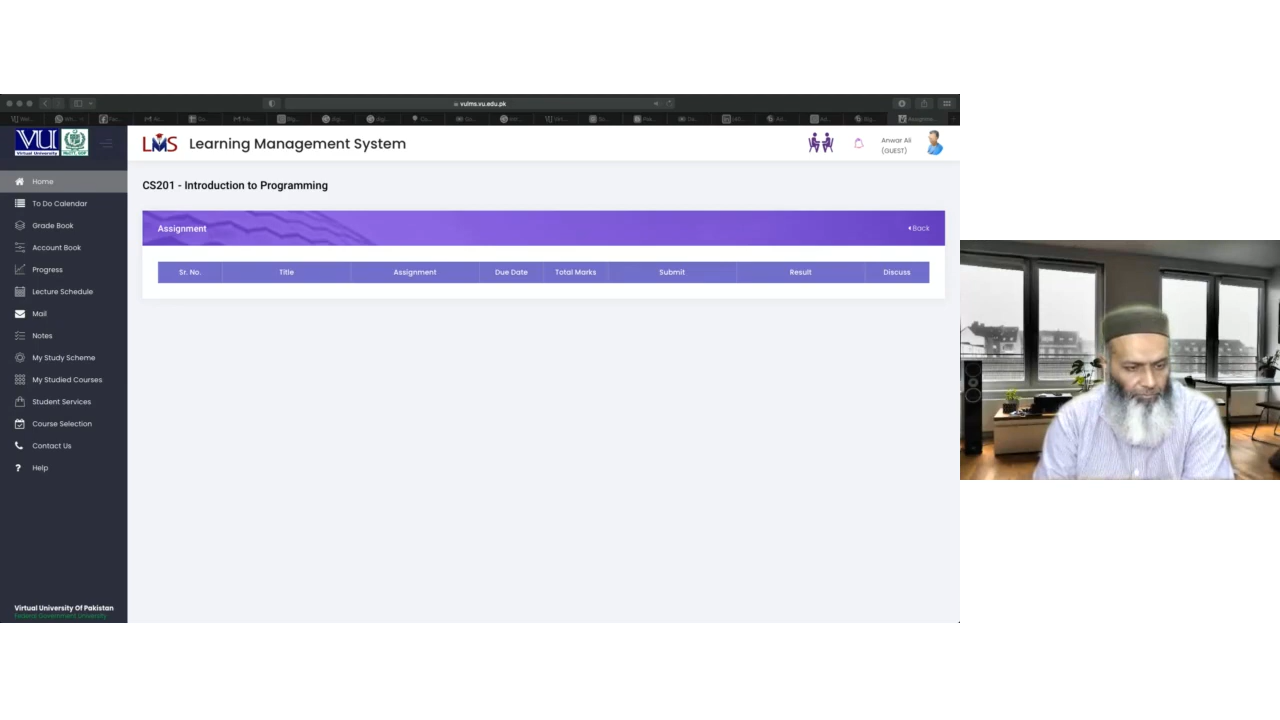 vulms.vu.edu.pk
VU
Virtual University
LMS Learning Management System
Anwar Ali
(GUEST)
Home
To Do Calendar
Grade Book
Account Book
Progress
Lecture Schedule
Mail
Notes
My Study Scheme
My Studied Courses
Student Services
Course Selection
Contact Us
Help
Virtual University Of Pakistan
Federal Government University
CS201 - Introduction to Programming
Assignment
Back
Sr. No. Title Assignment Due Date Total Marks Submit Result Discuss